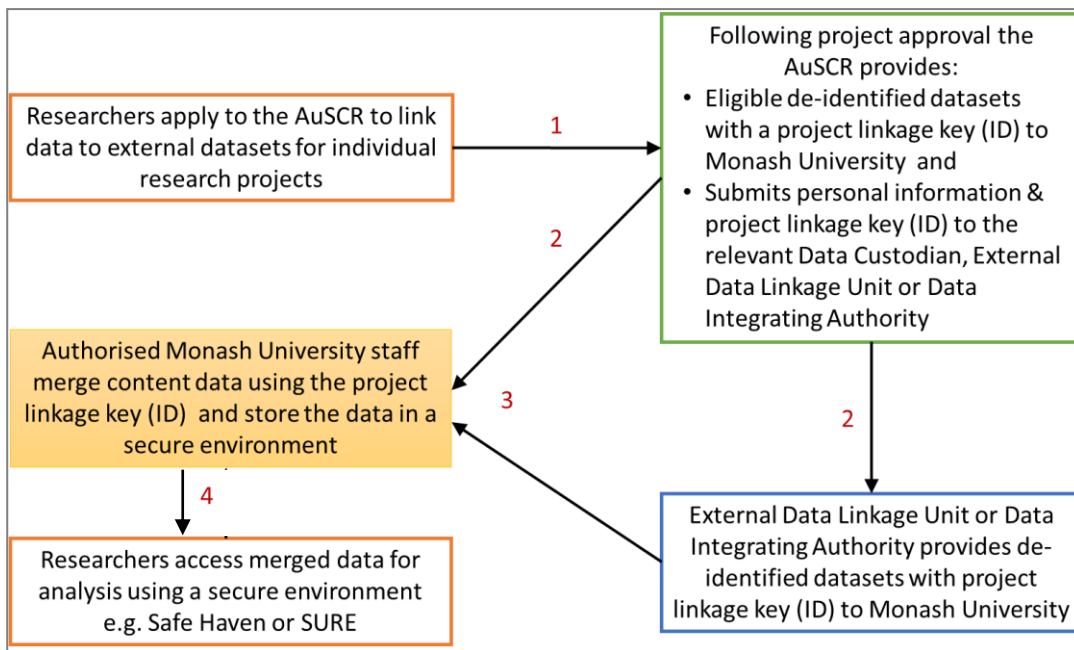 Researchers apply to the AuSCR to link
data to external datasets for individual
research projects
1
Following project approval the
AuSCR provides:
• Eligible de-identified datasets
with a project linkage key (ID) to
Monash University and
• Submits personal information &
project linkage key (ID) to the
relevant Data Custodian, External
Data Linkage Unit or Data
Integrating Authority
2
Authorised Monash University staff
merge content data using the project
linkage key (ID) and store the data in a
secure environment
3
2
4
External Data Linkage Unit or Data
Integrating Authority provides de-
identified datasets with project
linkage key (ID) to Monash University
Researchers access merged data for
analysis using a secure environment
e.g. Safe Haven or SURE